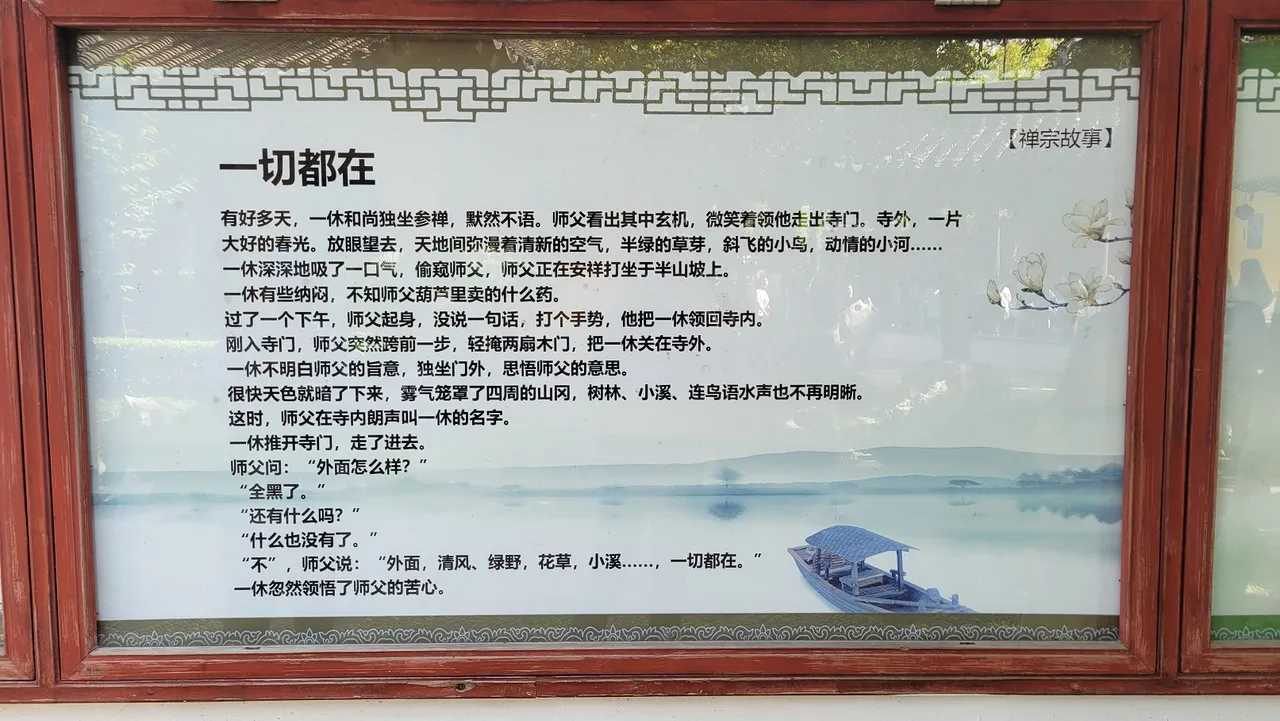 【禅宗故事】
一切都在
有好多天，一休和尚独坐参禅，默然不语。师父看出其中玄机，微笑着领他走出寺门。寺外，一片
大好的春光。放眼望去，天地间弥漫着清新的空气，半绿的草芽，斜飞的小鸟，动情的小河……
一休深深地吸了一口气，偷窥师父，师父正在安祥打坐于半山坡上。
一休有些纳闷，不知师父葫芦里卖的什么药。
过了一个下午，师父起身，没说一句话，打个手势，他把一休领回寺内。
刚入寺门，师父突然跨前一步，轻掩两扇木门，把一休关在寺外。
一休不明白师父的旨意，独坐门外，思悟师父的意思。
很快天色就暗了下来，雾气笼罩了四周的山冈，树林、小溪、连鸟语水声也不再明晰。
这时，师父在寺内朗声叫一休的名字。
一休推开寺门，走了进去。
师父问：“外面怎么样？”
“全黑了。”
“还有什么吗？”
“什么也没有了。”
“不”，师父说：“外面，清风、绿野，花草，小溪……，一切都在。”
一休忽然领悟了师父的苦心。